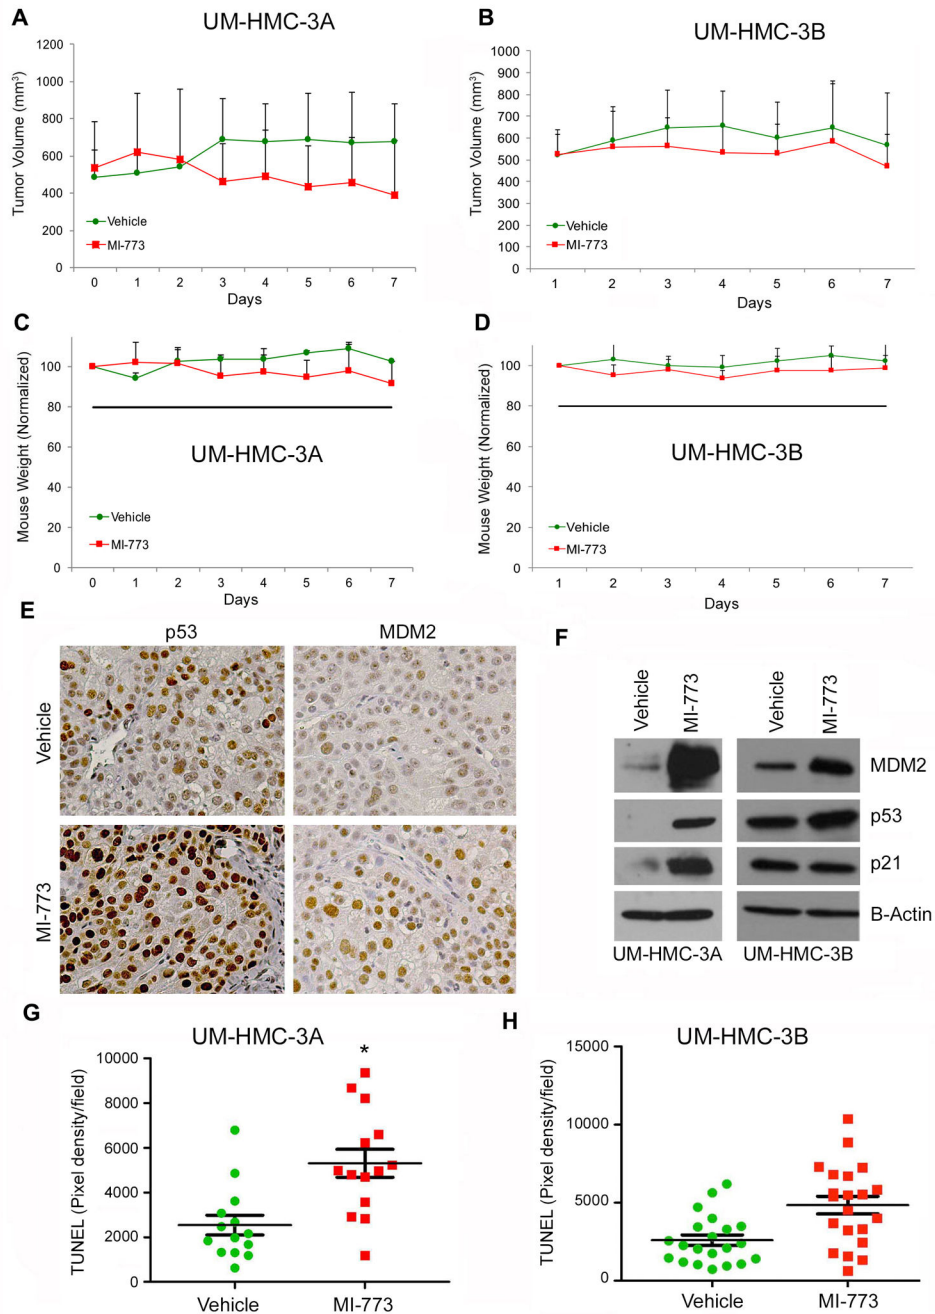 A
UM-HMC-3A
Tumor Volume (mm³)
1200
1000
800
600
400
200
0
Vehicle
MI-773
0 1 2 3 4 5 6 7
Days
B
UM-HMC-3B
Tumor Volume (mm³)
1000
900
800
700
600
500
400
300
200
100
0
Vehicle
MI-773
1 2 3 4 5 6 7
Days
C
Mouse Weight (Normalized)
100
80
60
40
20
0
UM-HMC-3A
Vehicle
MI-773
0 1 2 3 4 5 6 7
Days
D
Mouse Weight (Normalized)
100
80
60
40
20
0
UM-HMC-3B
Vehicle
MI-773
1 2 3 4 5 6 7
Days
E
p53 MDM2
Vehicle
MI-773
F
Vehicle MI-773 Vehicle MI-773
MDM2
p53
p21
B-Actin
UM-HMC-3A UM-HMC-3B
G
UM-HMC-3A
*
TUNEL (Pixel density/field)
10000
8000
6000
4000
2000
0
Vehicle MI-773
H
UM-HMC-3B
TUNEL (Pixel density/field)
15000
10000
5000
0
Vehicle MI-773